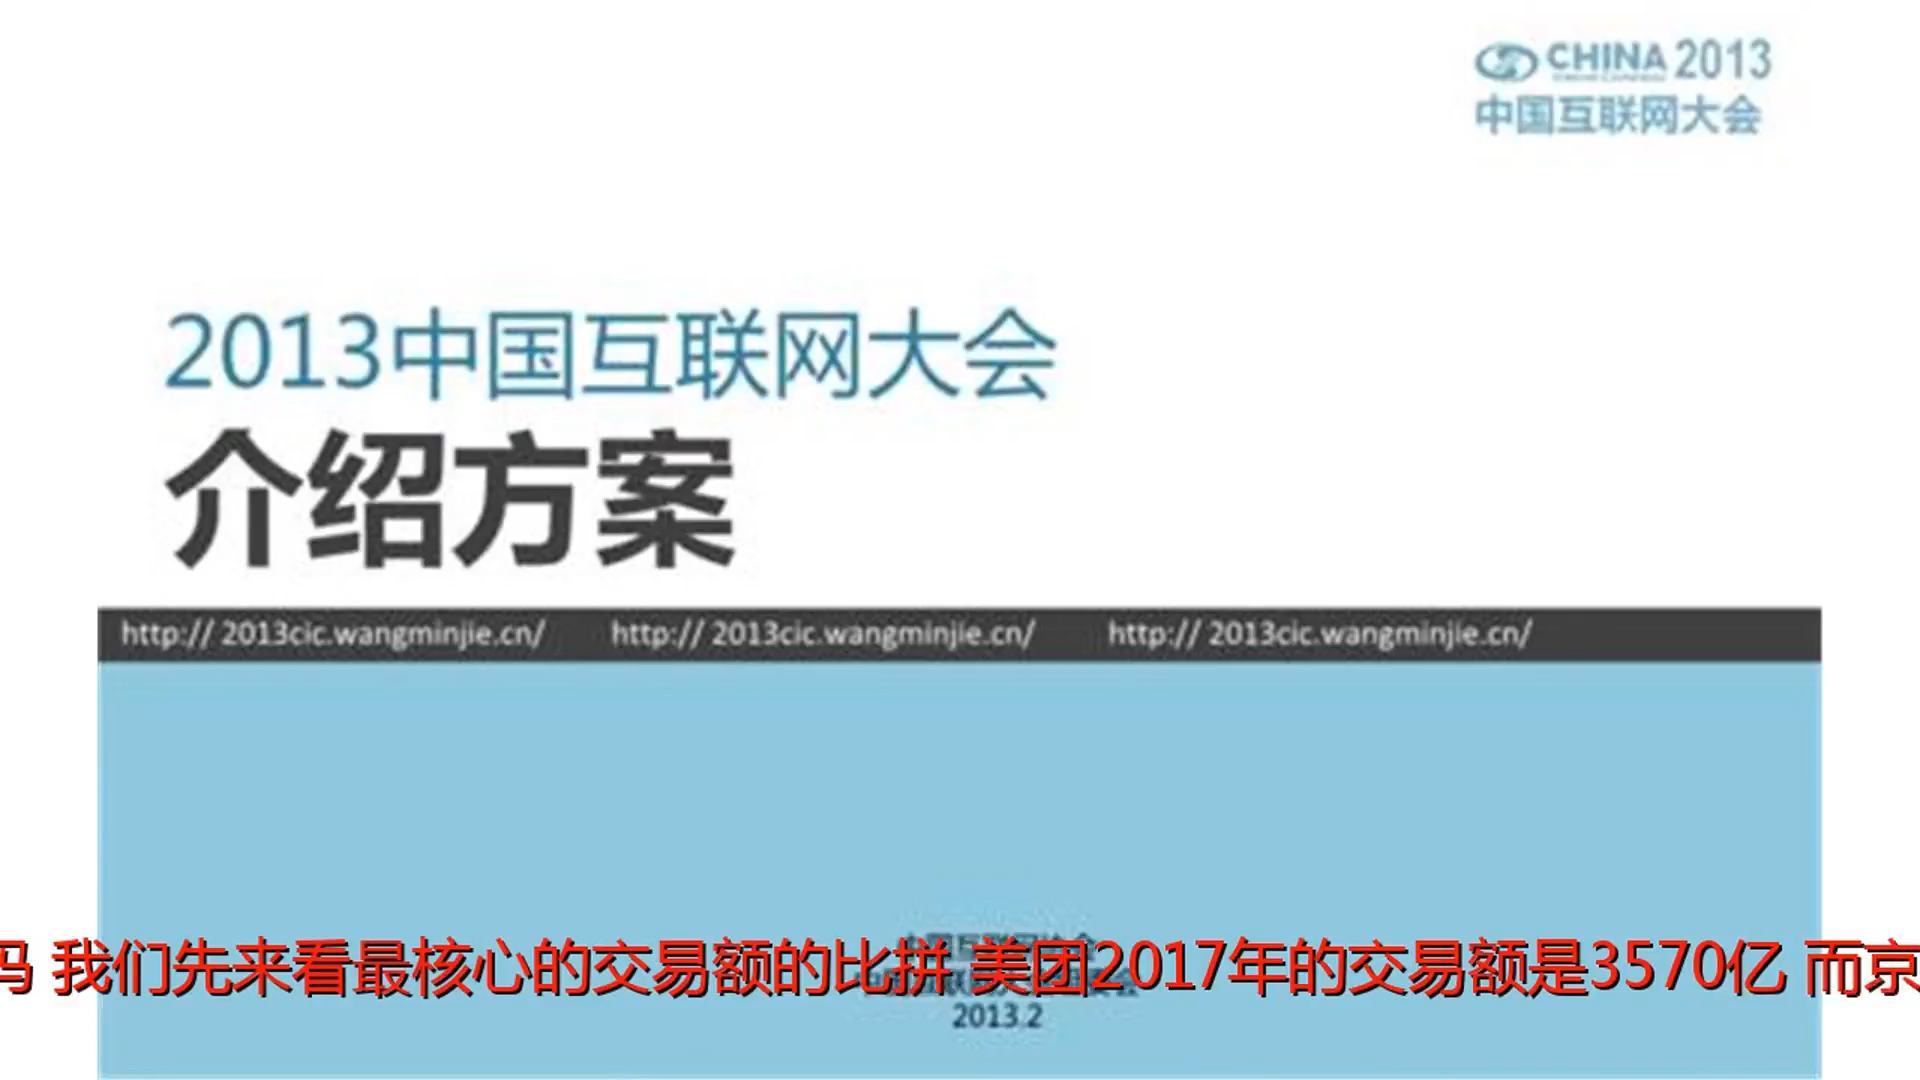 CHINA 2013
中国互联网大会
2013中国互联网大会
介绍方案
http:// 2013cic.wangminjie.cn/ http:// 2013cic.wangminjie.cn/ http:// 2013cic.wangminjie.cn/
吗 我们先来看最核心的交易额的比拼 美团2017年的交易额是3570亿 而京
2013.2